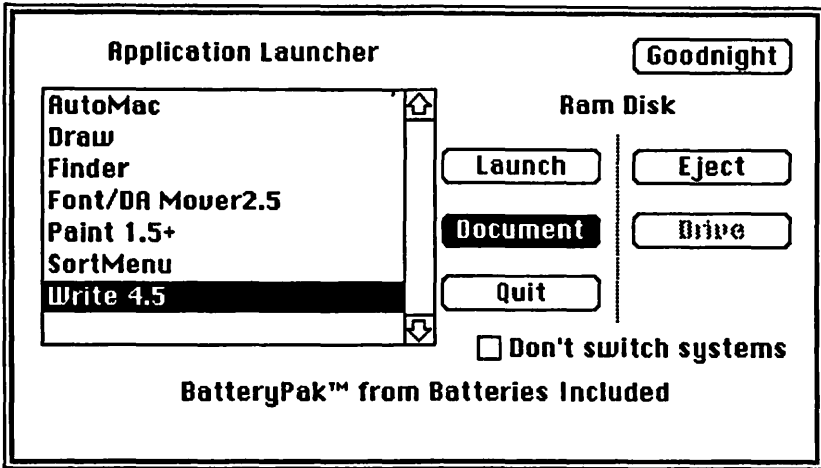 Application Launcher
Goodnight
AutoMac
Draw
Finder
Font/DA Mover2.5
Paint 1.5+
SortMenu
Write 4.5
Ram Disk
Launch
Eject
Document
Drive
Quit
Don't switch systems
BatteryPak™ from Batteries Included